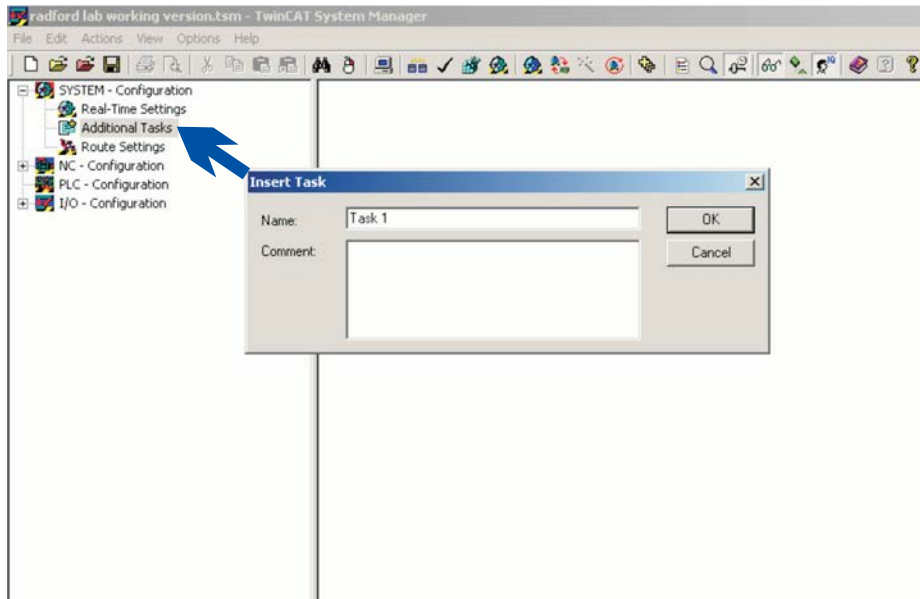 radford lab working version.tsm - TwinCAT System Manager
File Edit Actions View Options Help
SYSTEM - Configuration
Real-Time Settings
Additional Tasks
Route Settings
NC - Configuration
PLC - Configuration
I/O - Configuration
Insert Task
Name:
Task 1
OK
Comment:
Cancel